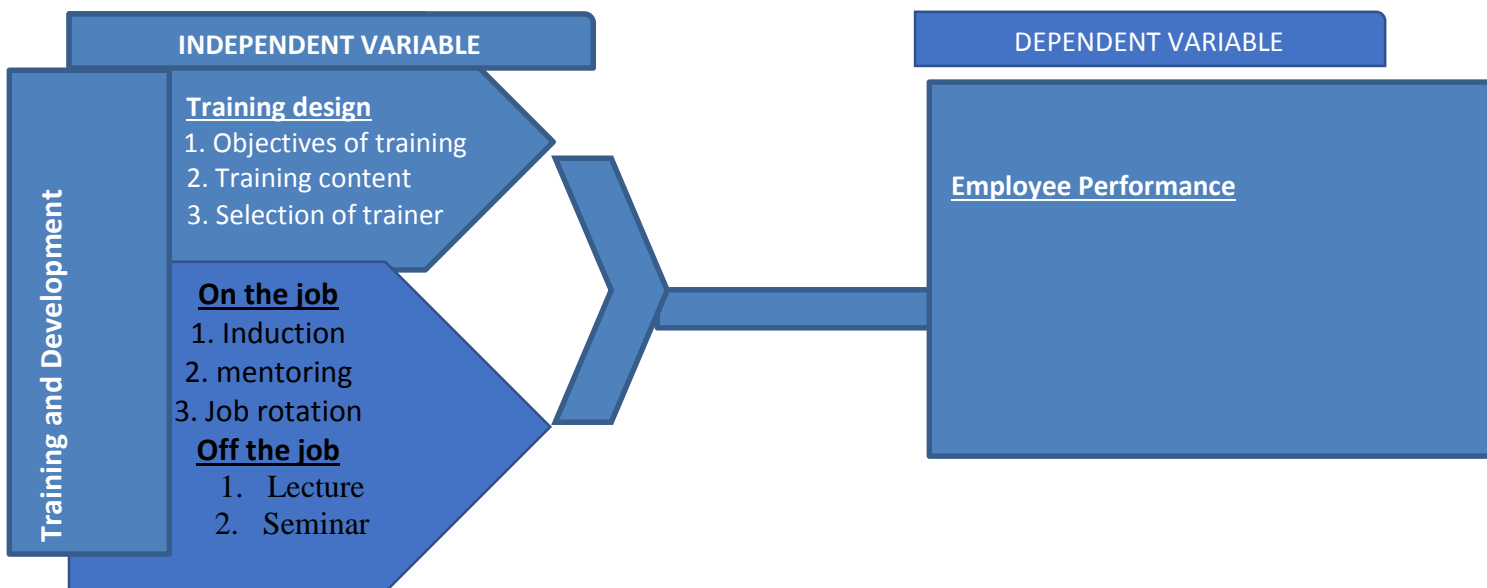 INDEPENDENT VARIABLE
DEPENDENT VARIABLE
Training and Development
Training design
1. Objectives of training
2. Training content
3. Selection of trainer
On the job
1. Induction
2. mentoring
3. Job rotation
Off the job
1. Lecture
2. Seminar
Employee Performance